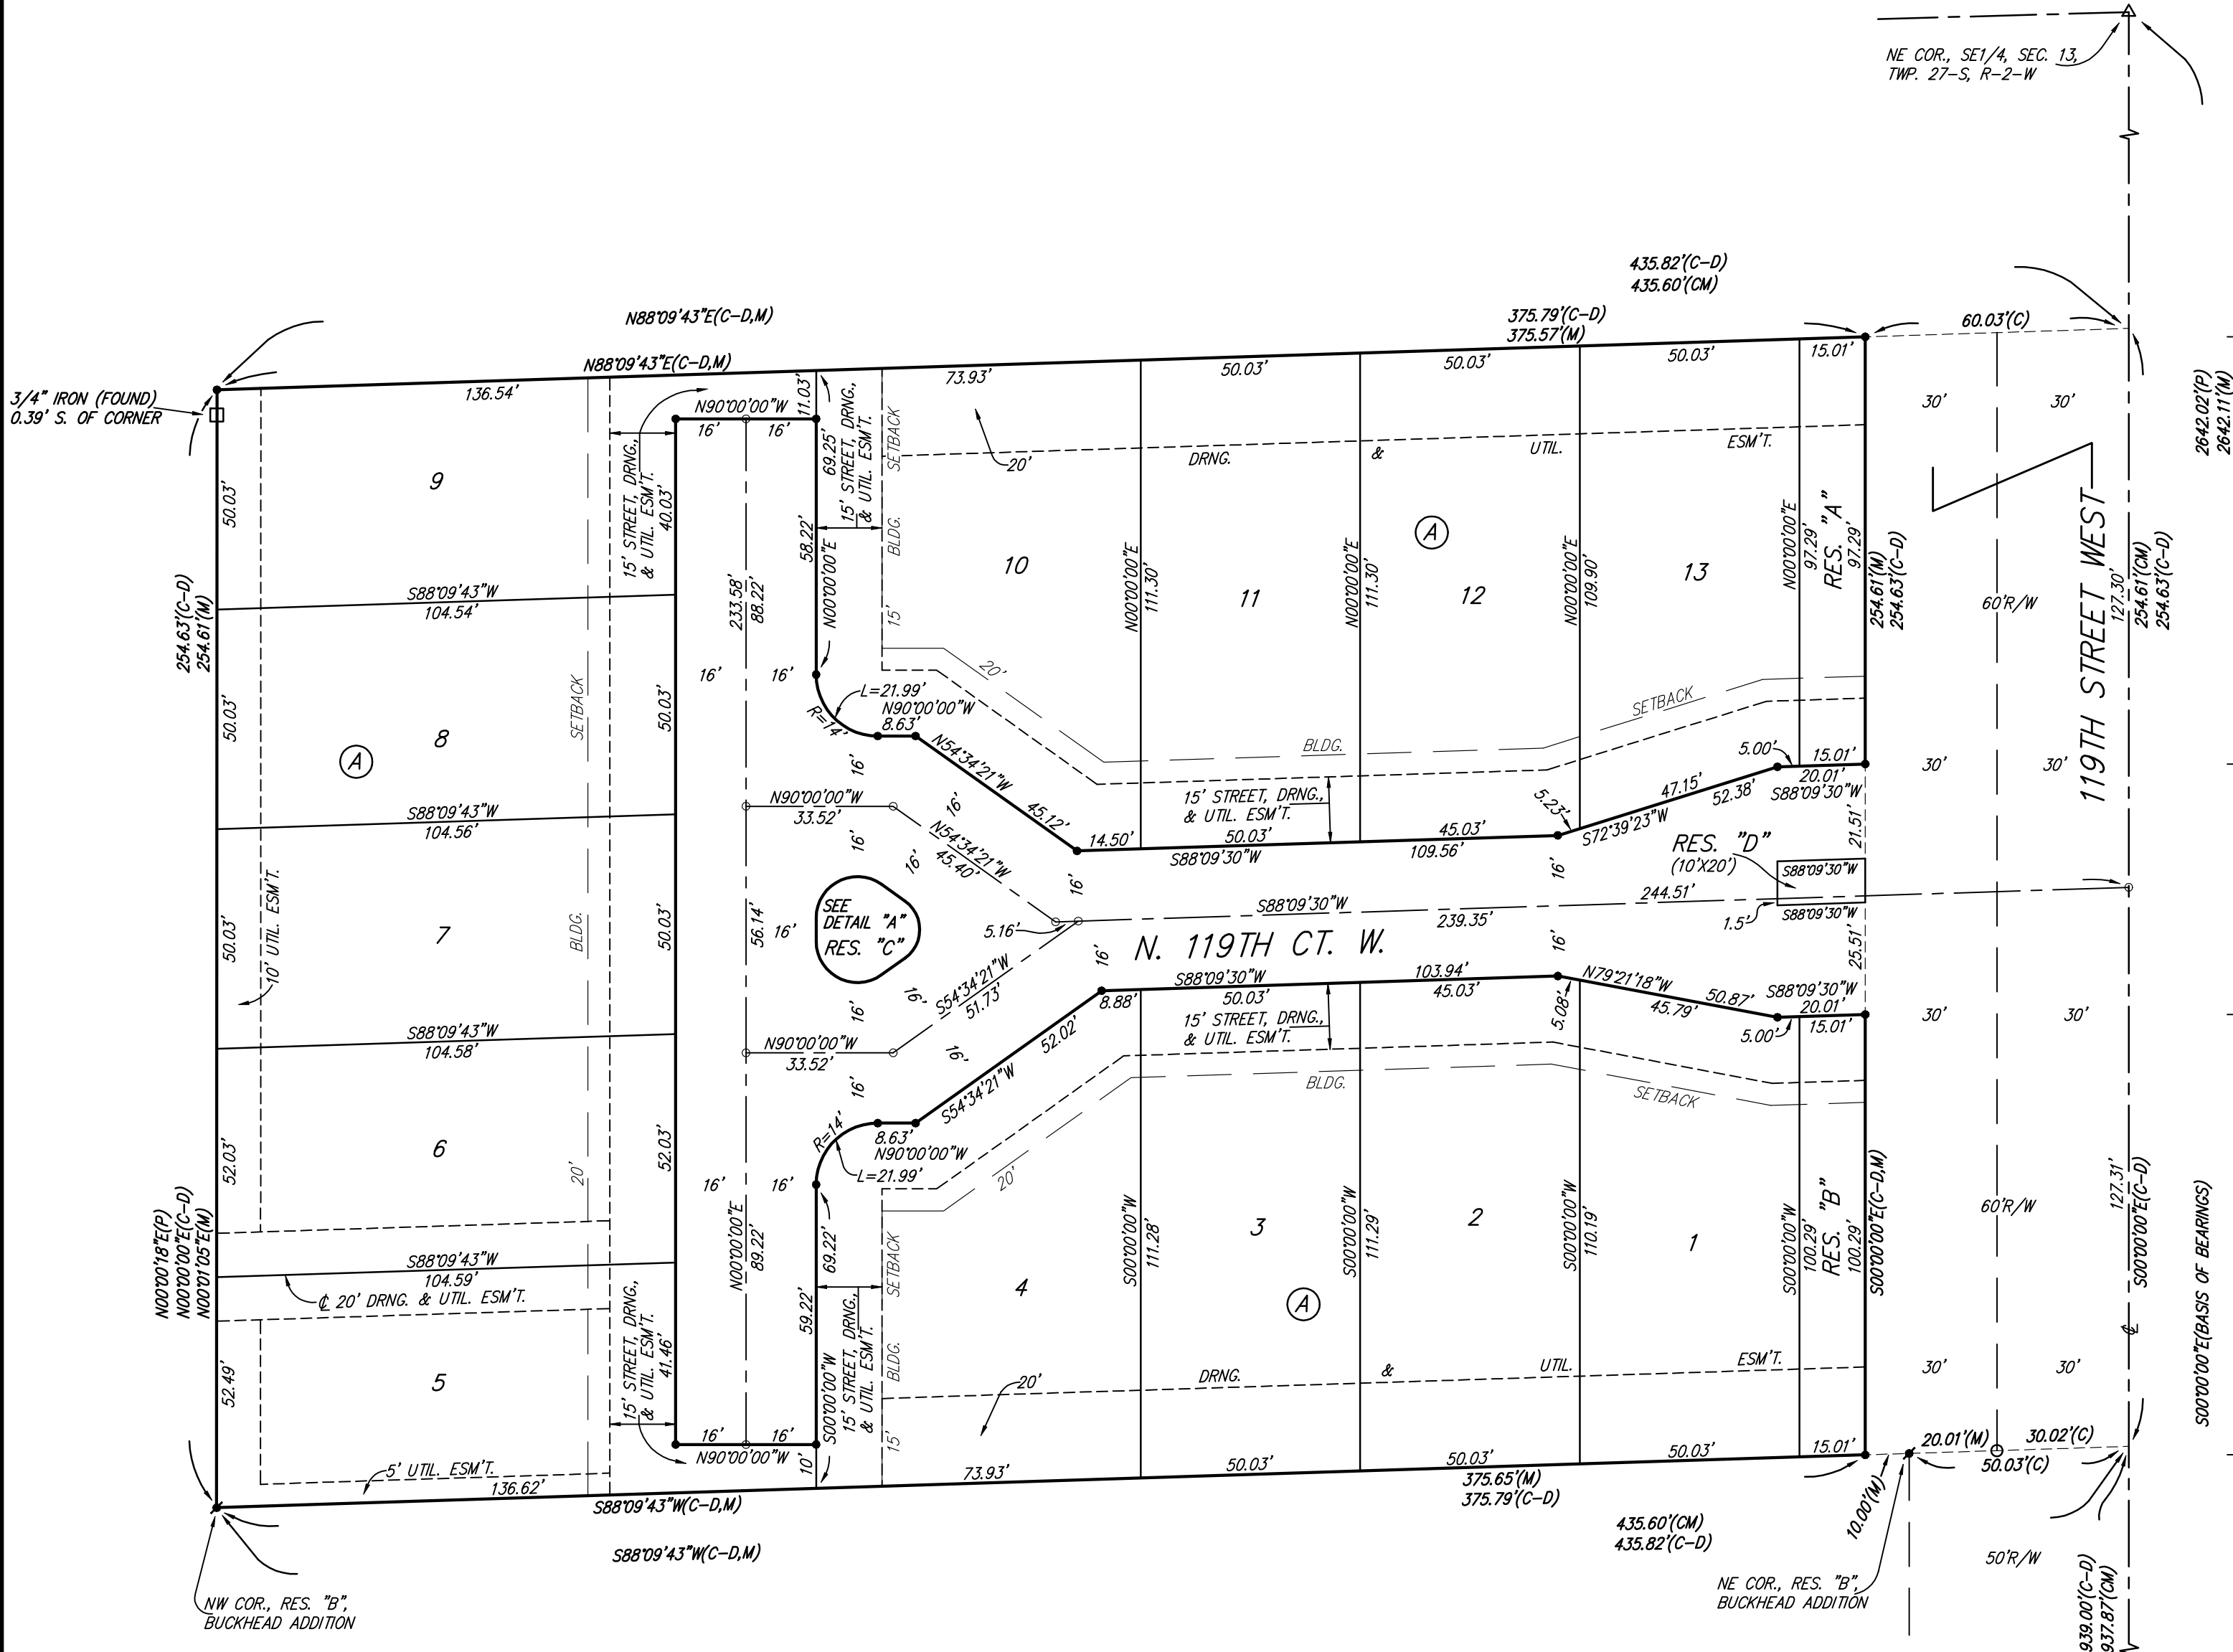 NE COR., SE1/4, SEC. 13,
TWP. 27-S, R-2-W
435.82'(C-D)
435.60'(CM)
N88°09'43"E(C-D,M)
375.79'(C-D)
375.57'(M)
60.03'(C)
N88°09'43"E(C-D,M)
136.54'
73.93'
50.03'
50.03'
50.03'
15.01'
3/4" IRON (FOUND)
0.39' S. OF CORNER
2642.02'(P)
2642.11'(M)
N90°00'00"W
16'
16'
11.03'
69.25'
15' STREET, DRNG.,
& UTIL. ESM'T.
SETBACK
20'
DRNG.
&
UTIL.
ESM'T.
30'
30'
9
50.03'
15' STREET, DRNG.,
& UTIL. ESM'T.
40.03'
58.22'
N00°00'00"E
BLDG.
15'
10
N00°00'00"E
111.30'
11
N00°00'00"E
111.30'
A
12
N00°00'00"E
109.90'
13
N00°00'00"E
97.29'
RES. "A"
97.29'
254.61'(M)
254.63'(C-D)
60'R/W
119TH STREET WEST
127.30'
254.61'(CM)
254.63'(C-D)
254.63'(C-D)
254.61'(M)
S88°09'43"W
104.54'
233.58'
88.22'
50.03'
8
A
SETBACK
50.03'
16'
16'
L=21.99'
R=14'
N90°00'00"W
8.63'
16'
N54°34'21"W
45.12'
16'
20'
BLDG.
SETBACK
5.00'
15.01'
20.01'
S88°09'30"W
30'
30'
S88°09'43"W
104.56'
N90°00'00"W
33.52'
16'
16'
N54°34'21"W
45.40'
14.50'
15' STREET, DRNG.,
& UTIL. ESM'T.
50.03'
S88°09'30"W
45.03'
109.56'
5.23'
47.15'
52.38'
S72°39'23"W
21.51'
RES. "D"
(10'X20')
S88°09'30"W
S88°09'30"W
1.5'
16'
16'
244.51'
S88°09'30"W
239.35'
5.16'
7
50.03'
10' UTIL. ESM'T.
BLDG.
50.03'
56.14'
16'
SEE
DETAIL "A"
RES. "C"
N. 119TH CT. W.
16'
16'
25.51'
S54°34'21"W
51.73'
16'
16'
8.88'
S88°09'30"W
50.03'
103.94'
45.03'
N79°21'18"W
50.87'
45.79'
5.08'
S88°09'30"W
20.01'
15.01'
5.00'
30'
30'
S88°09'43"W
104.58'
N90°00'00"W
33.52'
16'
16'
52.02'
S54°34'21"W
15' STREET, DRNG.,
& UTIL. ESM'T.
BLDG.
SETBACK
20'
6
52.03'
20'
52.03'
16'
16'
R=14'
8.63'
N90°00'00"W
L=21.99'
N00°00'18"E(P)
N00°00'00"E(C-D)
N00°01'05"E(M)
S88°09'43"W
104.59'
℄ 20' DRNG. & UTIL. ESM'T.
N00°00'00"E
89.22'
69.22'
59.22'
S00°00'00"W
15' STREET, DRNG.,
& UTIL. ESM'T.
SETBACK
BLDG.
15'
4
S00°00'00"W
111.28'
3
A
S00°00'00"W
111.29'
2
S00°00'00"W
110.19'
1
S00°00'00"W
100.29'
RES. "B"
100.29'
S00°00'00"E(C-D,M)
60'R/W
127.31'
S00°00'00"E(C-D)
℄
S00°00'00"E(BASIS OF BEARINGS)
5
52.49'
15' STREET, DRNG.,
& UTIL. ESM'T.
41.46'
16'
16'
N90°00'00"W
10'
20'
DRNG.
&
UTIL.
ESM'T.
30'
30'
5' UTIL. ESM'T.
136.62'
S88°09'43"W(C-D,M)
73.93'
50.03'
50.03'
50.03'
15.01'
375.65'(M)
375.79'(C-D)
20.01'(M)
30.02'(C)
50.03'(C)
10.00'(M)
435.60'(CM)
435.82'(C-D)
S88°09'43"W(C-D,M)
50'R/W
NW COR., RES. "B",
BUCKHEAD ADDITION
NE COR., RES. "B",
BUCKHEAD ADDITION
939.00'(C-D)
937.87'(CM)